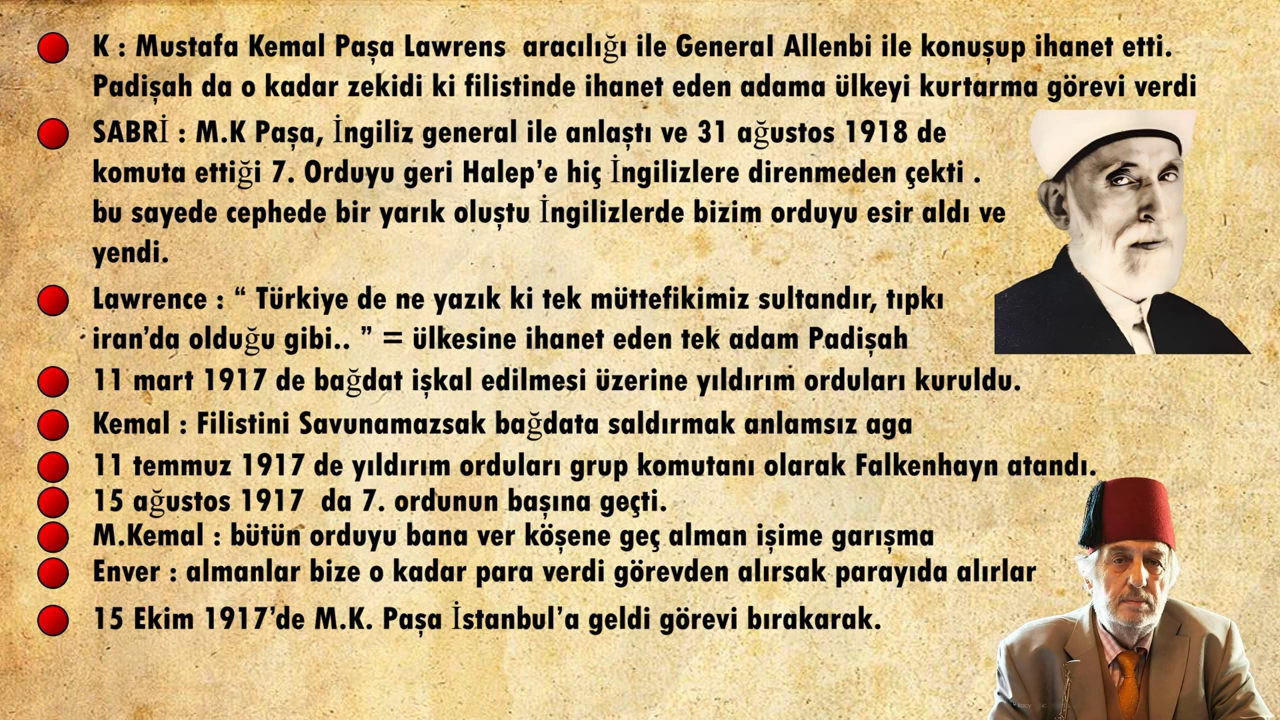 K : Mustafa Kemal Paşa Lawrens aracılığı ile General Allenbi ile konuşup ihanet etti.
Padişah da o kadar zekidi ki filistinde ihanet eden adama ülkeyi kurtarma görevi verdi
SABRİ : M.K Paşa, İngiliz general ile anlaştı ve 31 ağustos 1918 de
komuta ettiği 7. Orduyu geri Halep’e hiç İngilizlere direnmeden çekti .
bu sayede cephede bir yarık oluştu İngilizlerde bizim orduyu esir aldı ve
yendi.
Lawrence : “ Türkiye de ne yazık ki tek müttefikimiz sultandır, tıpkı
iran’da olduğu gibi.. ” = ülkesine ihanet eden tek adam Padişah
11 mart 1917 de bağdat işkal edilmesi üzerine yıldırım orduları kuruldu.
Kemal : Filistini Savunamazsak bağdata saldırmak anlamsız aga
11 temmuz 1917 de yıldırım orduları grup komutanı olarak Falkenhayn atandı.
15 ağustos 1917 da 7. ordunun başına geçti.
M.Kemal : bütün orduyu bana ver köşene geç alman işime garışma
Enver : almanlar bize o kadar para verdi görevden alırsak parayıda alırlar
15 Ekim 1917’de M.K. Paşa İstanbul’a geldi görevi bırakarak.